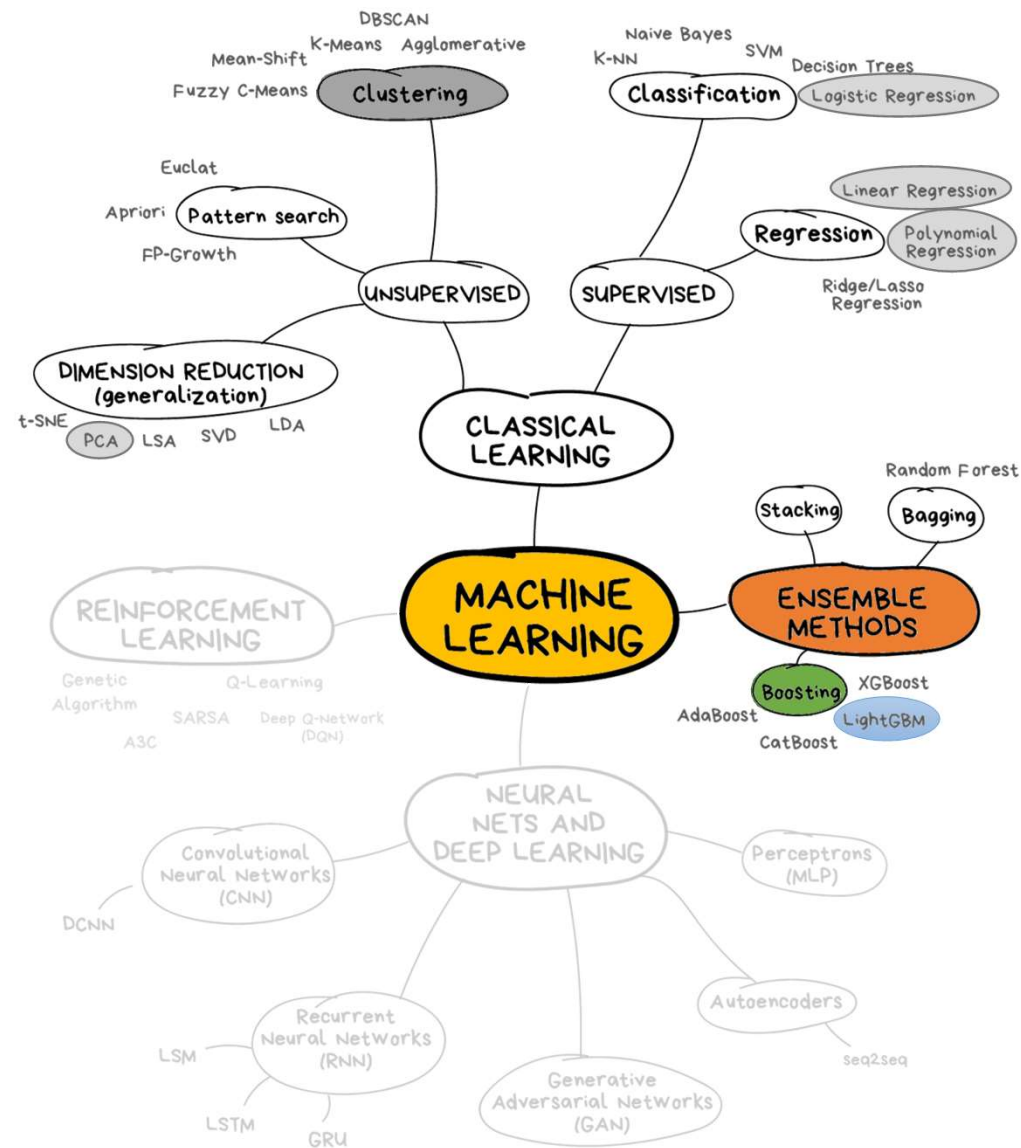 DBSCAN
K-Means
Agglomerative
Mean-Shift
Fuzzy C-Means
Clustering
Naive Bayes
K-NN
SVM
Decision Trees
Classification
Logistic Regression
Euclat
Apriori
Pattern search
FP-Growth
Linear Regression
Regression
Polynomial
Regression
Ridge/Lasso
Regression
UNSUPERVISED
SUPERVISED
DIMENSION REDUCTION
(generalization)
t-SNE
PCA
LSA
SVD
LDA
CLASSICAL
LEARNING
Random Forest
Stacking
Bagging
MACHINE
LEARNING
ENSEMBLE
METHODS
Boosting
XGBoost
AdaBoost
LightGBM
CatBoost
REINFORCEMENT
LEARNING
Genetic
Algorithm
Q-Learning
SARSA
Deep Q-Network
(DQN)
A3C
NEURAL
NETS AND
DEEP LEARNING
Convolutional
Neural Networks
(CNN)
DCNN
Perceptrons
(MLP)
Recurrent
Neural Networks
(RNN)
LSM
LSTM
GRU
Generative
Adversarial Networks
(GAN)
Autoencoders
seq2seq